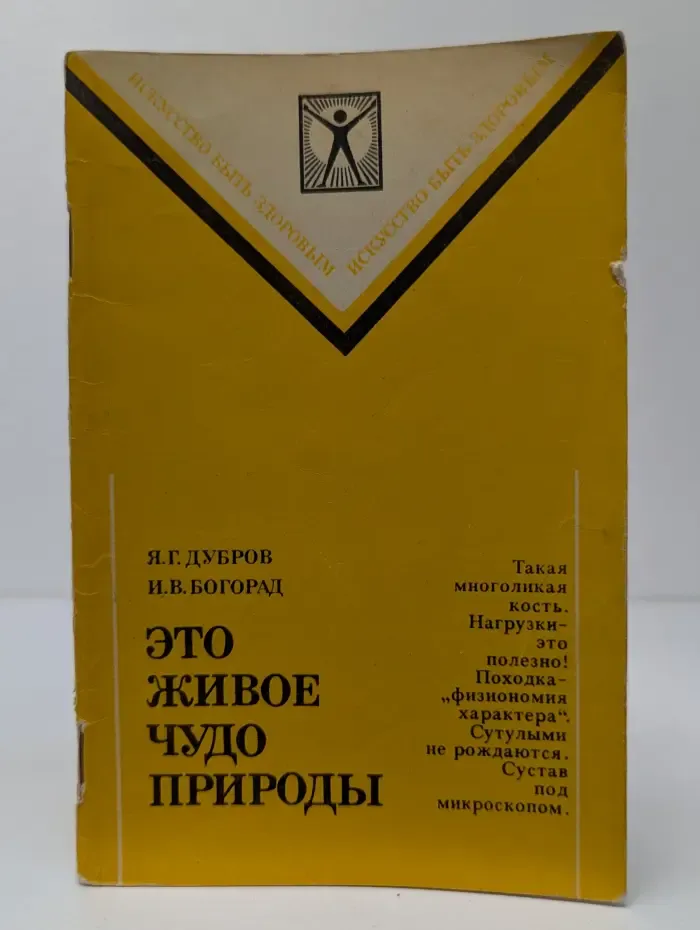 ИСКУССТВО БЫТЬ ЗДОРОВЫМ
ИСКУССТВО БЫТЬ ЗДОРОВЫМ
Я.Г. ДУБРОВ
И.В. БОГОРАД
ЭТО
ЖИВОЕ
ЧУДО
ПРИРОДЫ
Такая
многоликая
кость.
Нагрузки–
это
полезно!
Походка–
„физиономия
характера“.
Сутулыми
не рождаются.
Сустав
под
микроскопом.